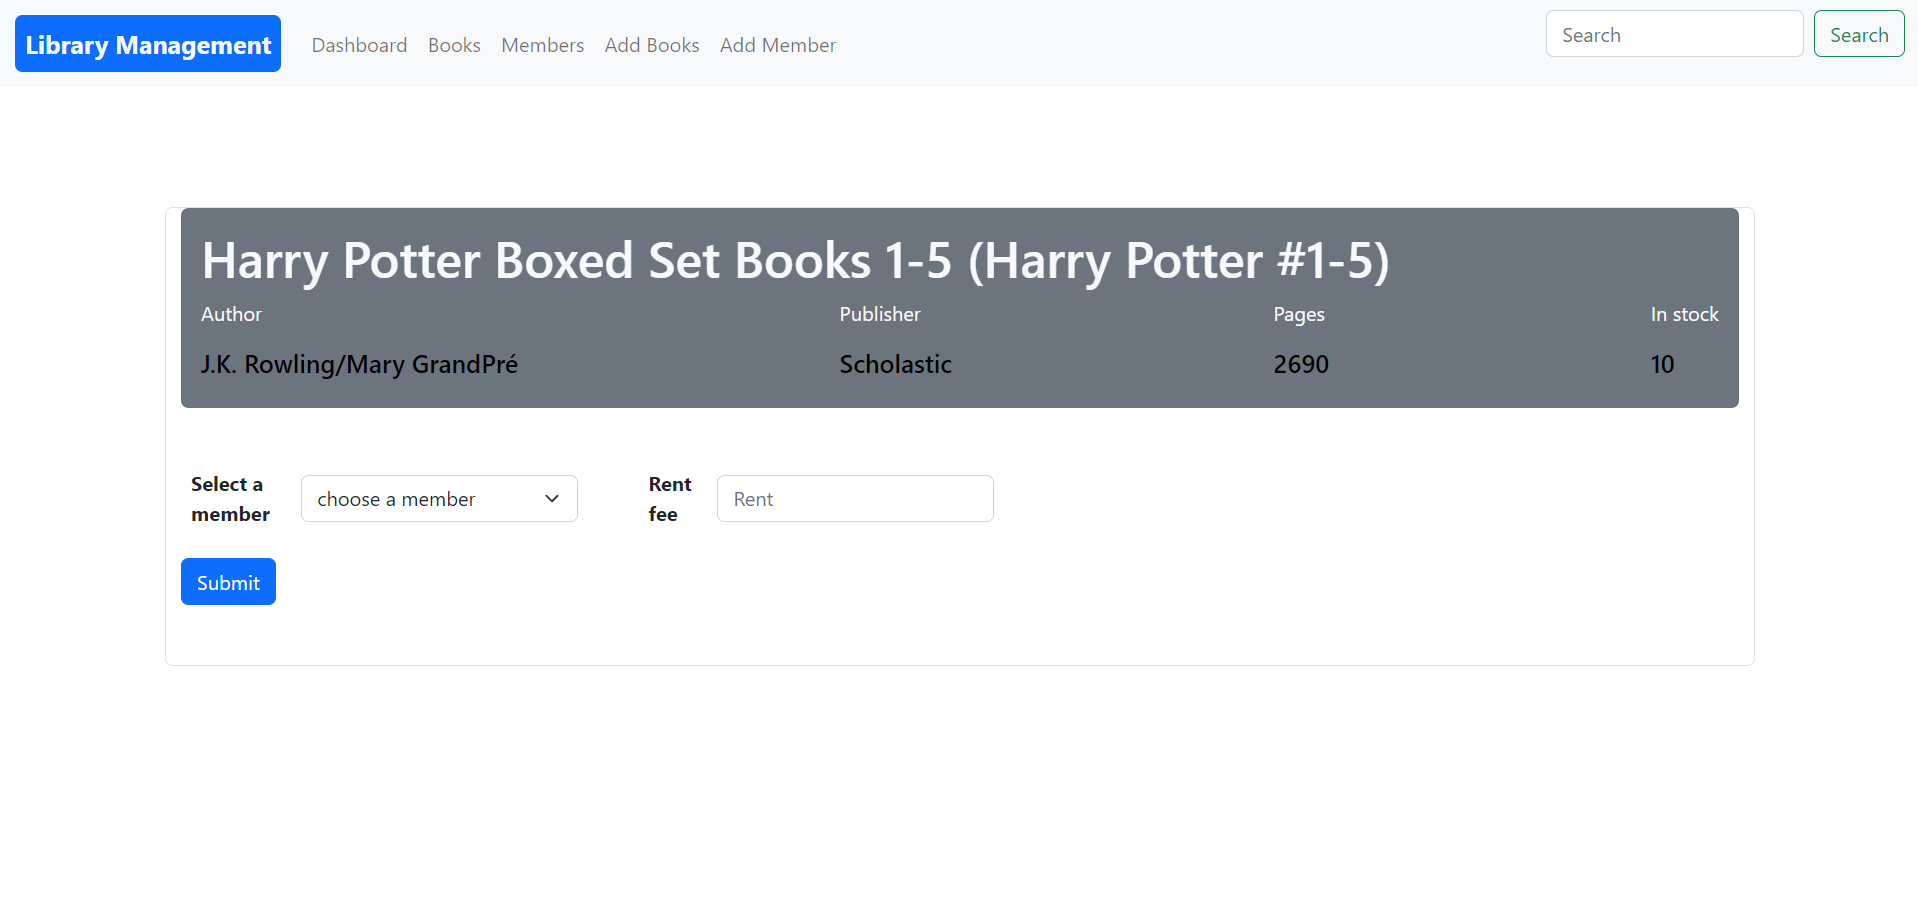 Library Management Dashboard Books Members Add Books Add Member Search Search
Harry Potter Boxed Set Books 1-5 (Harry Potter #1-5)
Author Publisher Pages In stock
J.K. Rowling/Mary GrandPré Scholastic 2690 10
Select a member choose a member Rent fee Rent
Submit